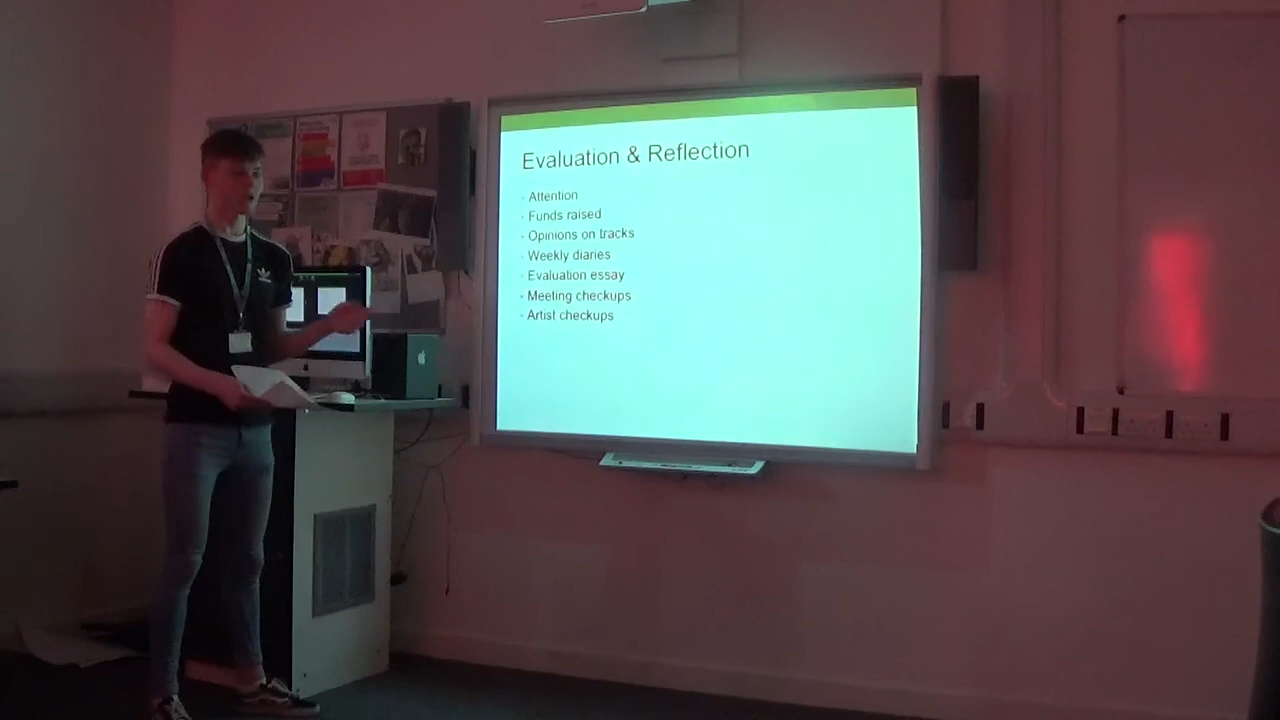 Evaluation & Reflection
- Attention
- Funds raised
- Opinions on tracks
- Weekly diaries
- Evaluation essay
- Meeting checkups
- Artist checkups